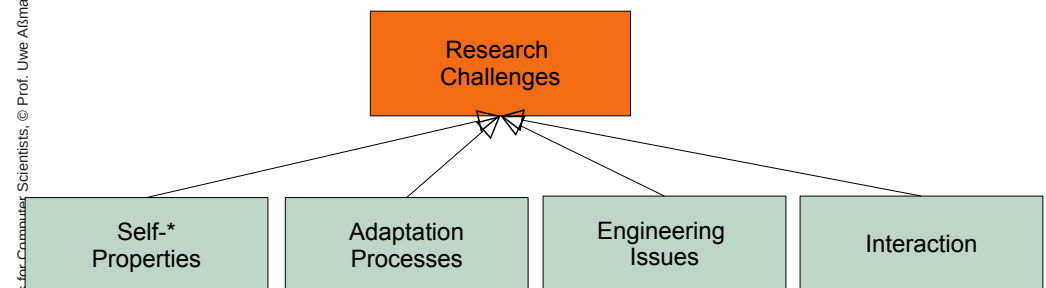 Research
Challenges
Self-*
Properties
Adaptation
Processes
Engineering
Issues
Interaction
for Computer Scientists, © Prof. Uwe Aßma